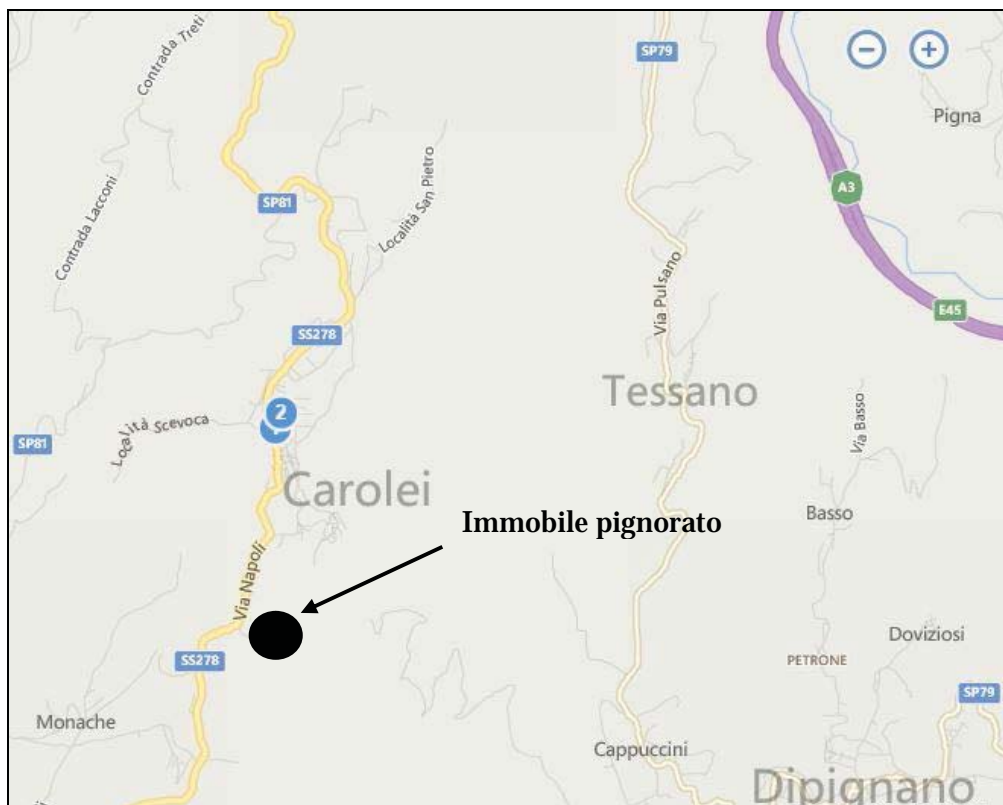 Contrada Treti
SP79
Pigna
Contrada Lacconi
SP81
Località San Pietro
A3
Via Pulsano
E45
SS278
Tessano
2
Località Scevoca
SP81
Via Basso
Carolei
Immobile pignorato
Basso
Via Napoli
Doviziosi
SS278
PETRONE
SP79
Monache
Cappuccini
Dipignano